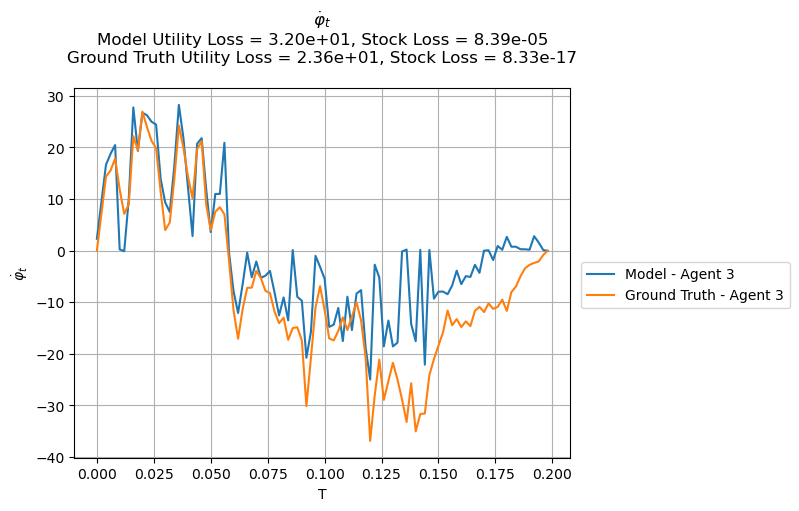 φ̇ₜ
Model Utility Loss = 3.20e+01, Stock Loss = 8.39e-05
Ground Truth Utility Loss = 2.36e+01, Stock Loss = 8.33e-17
30
20
10
0
−10
−20
−30
−40
φ̇ₜ
0.000 0.025 0.050 0.075 0.100 0.125 0.150 0.175 0.200
T
Model - Agent 3
Ground Truth - Agent 3